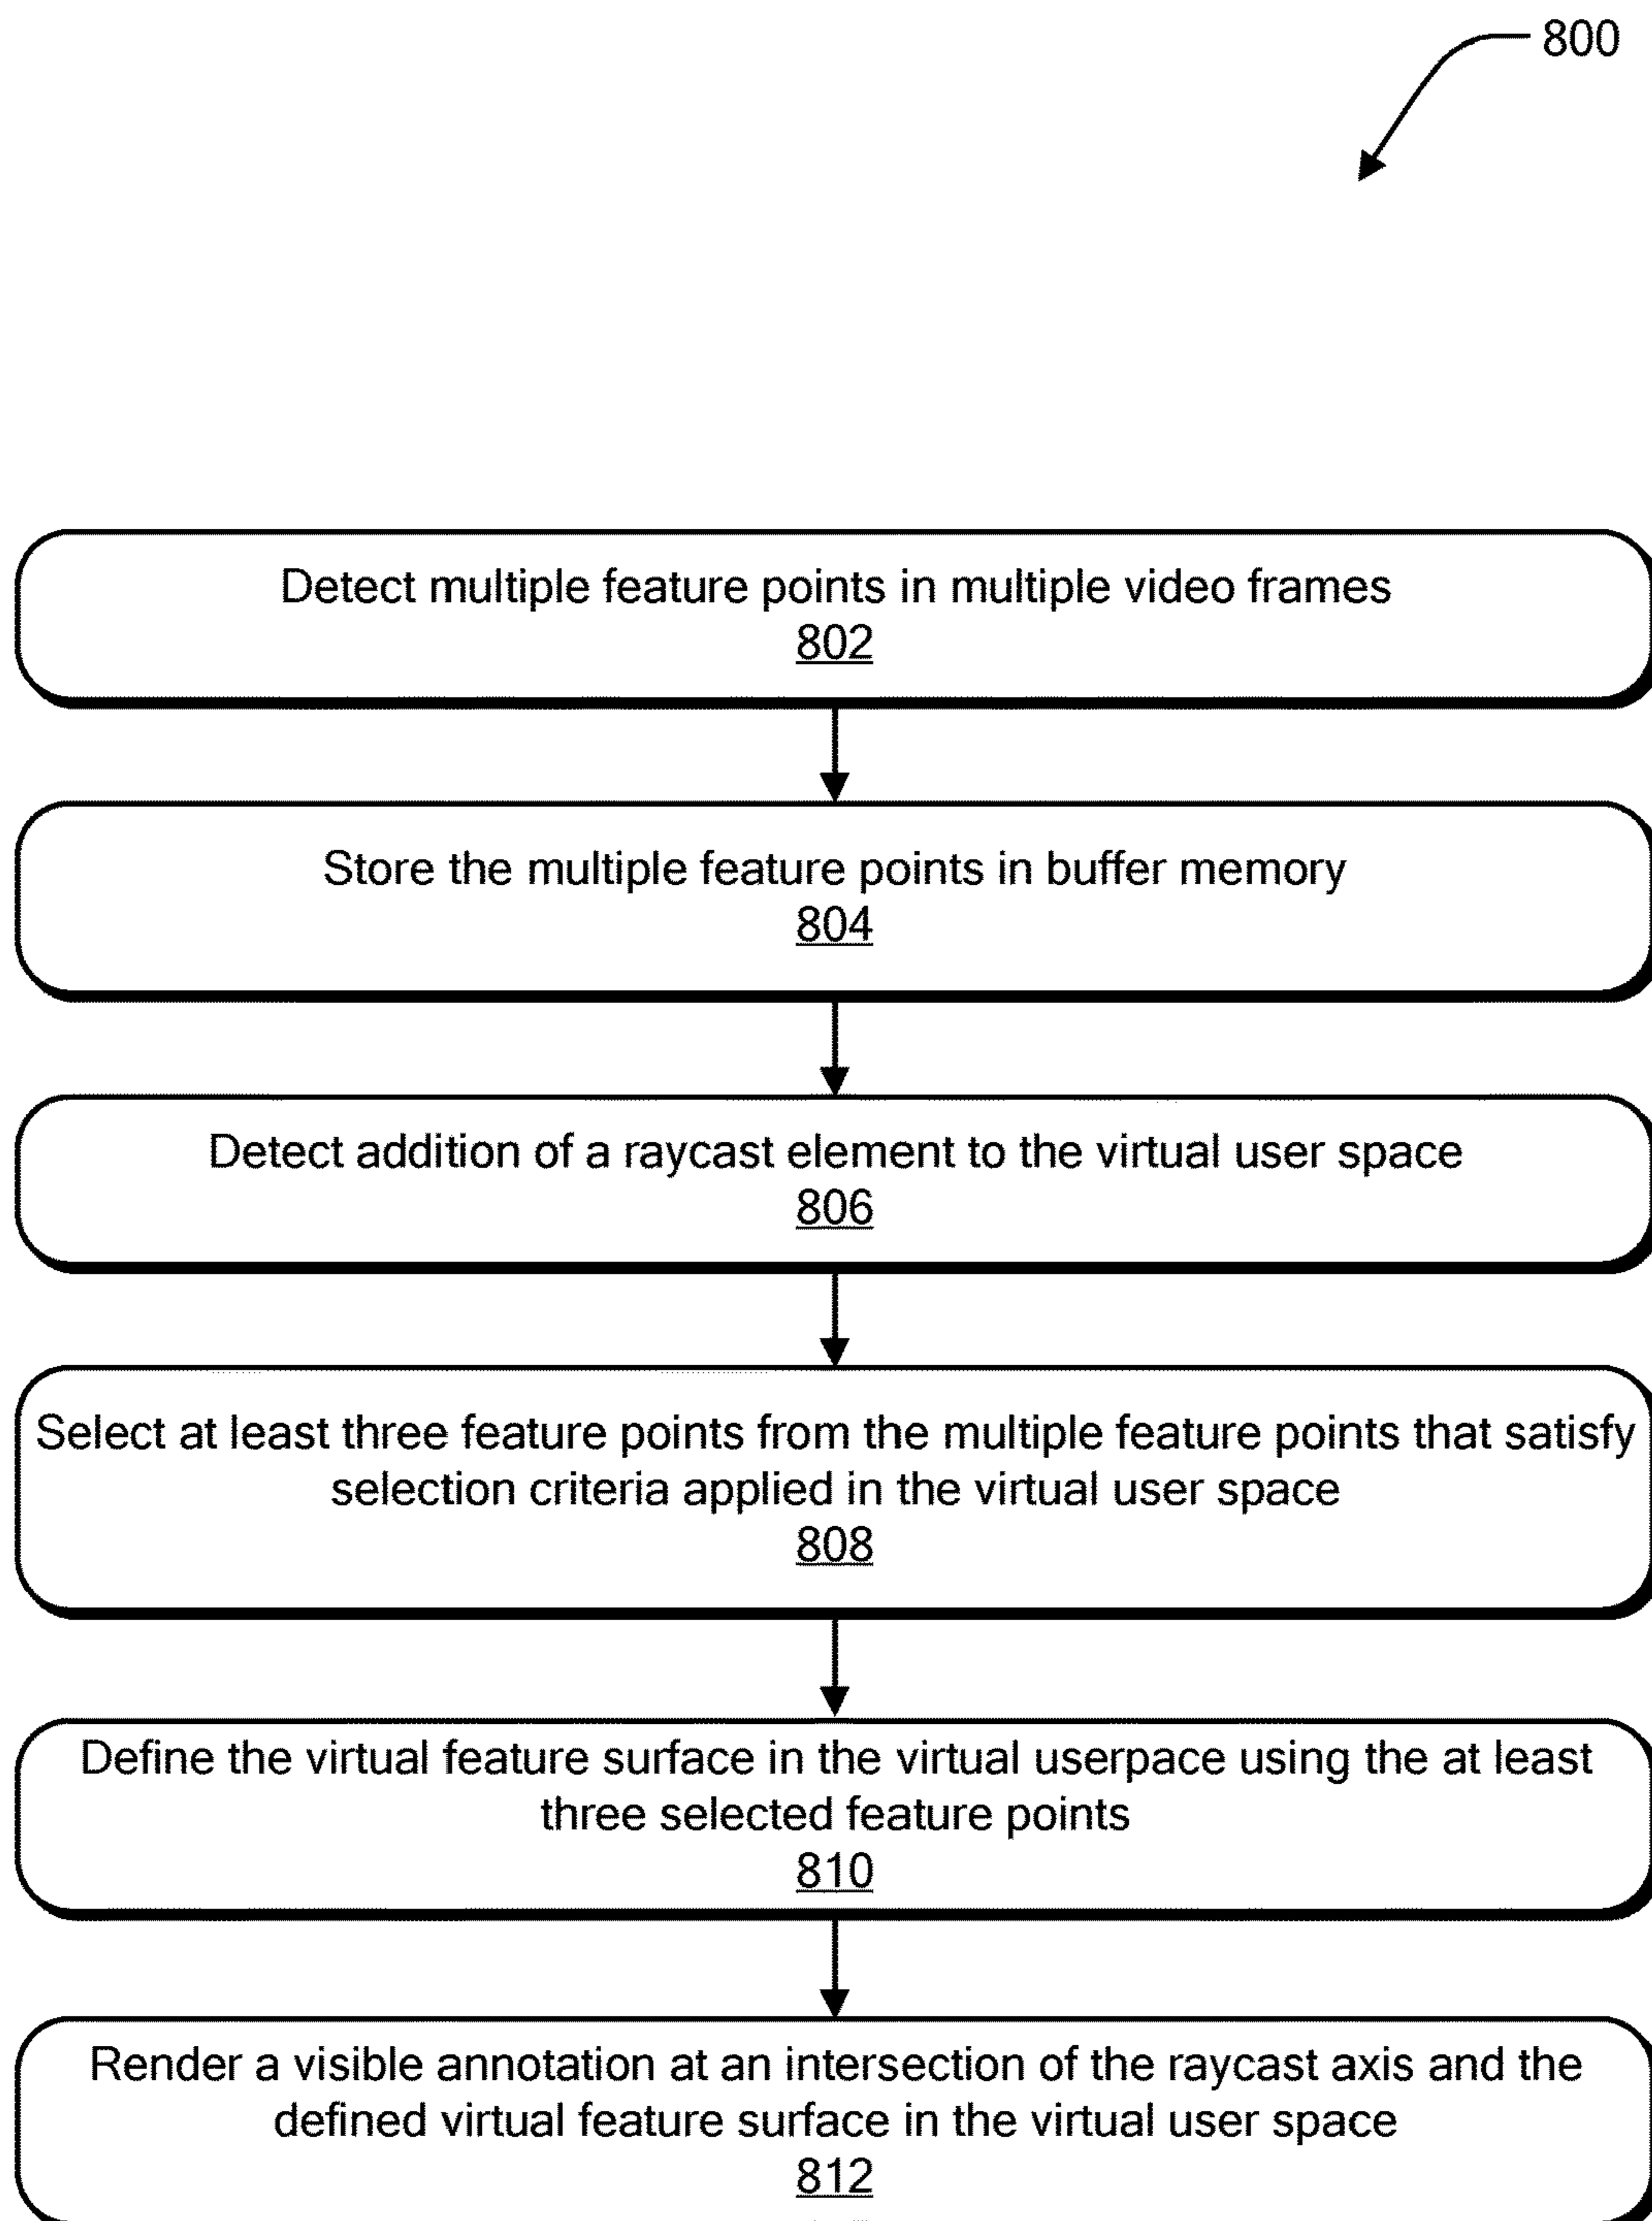 800
Detect multiple feature points in multiple video frames
802
Store the multiple feature points in buffer memory
804
Detect addition of a raycast element to the virtual user space
806
Select at least three feature points from the multiple feature points that satisfy
selection criteria applied in the virtual user space
808
Define the virtual feature surface in the virtual userpace using the at least
three selected feature points
810
Render a visible annotation at an intersection of the raycast axis and the
defined virtual feature surface in the virtual user space
812